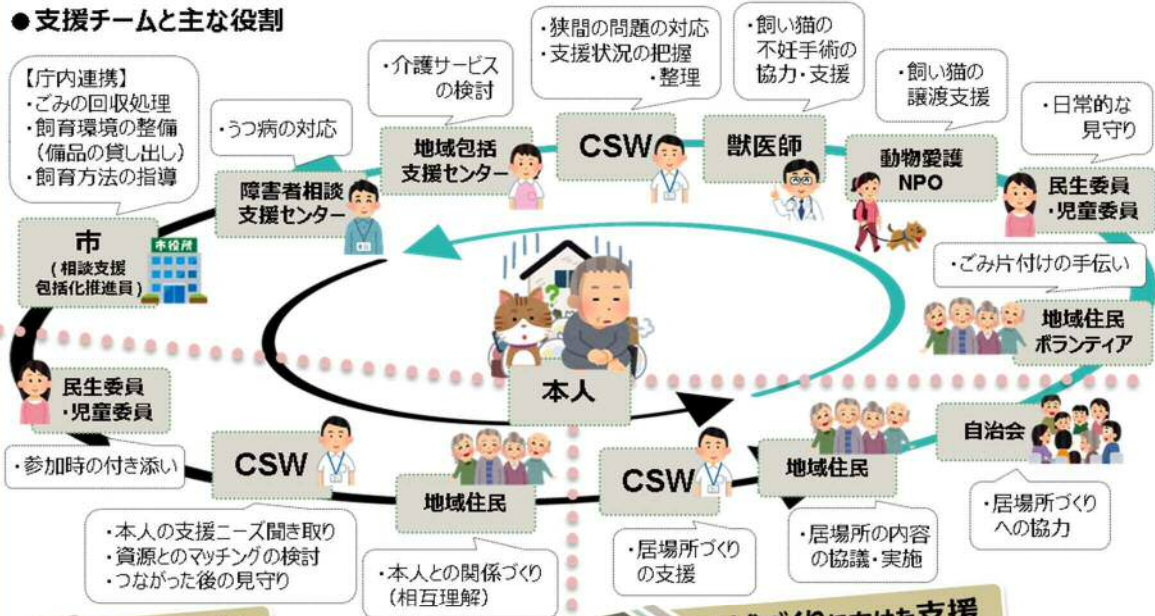 ●支援チームと主な役割
【庁内連携】
・ごみの回収処理
・飼育環境の整備
(備品の貸し出し)
・飼育方法の指導
市
(相談支援
包括化推進員)
市役所
・うつ病の対応
障害者相談
支援センター
・介護サービス
の検討
地域包括
支援センター
・狭間の問題の対応
・支援状況の把握
・整理
CSW
・飼い猫の
不妊手術の
協力・支援
獣医師
・飼い猫の
譲渡支援
動物愛護
NPO
・日常的な
見守り
民生委員
・児童委員
・ごみ片付けの手伝い
地域住民
ボランティア
本人
民生委員
・児童委員
・参加時の付き添い
CSW
・本人の支援ニーズ聞き取り
・資源とのマッチングの検討
・つながった後の見守り
地域住民
・本人との関係づくり
(相互理解)
CSW
・居場所づくり
の支援
地域住民
・居場所の内容
の協議・実施
自治会
・居場所づくり
への協力
に向けた支援